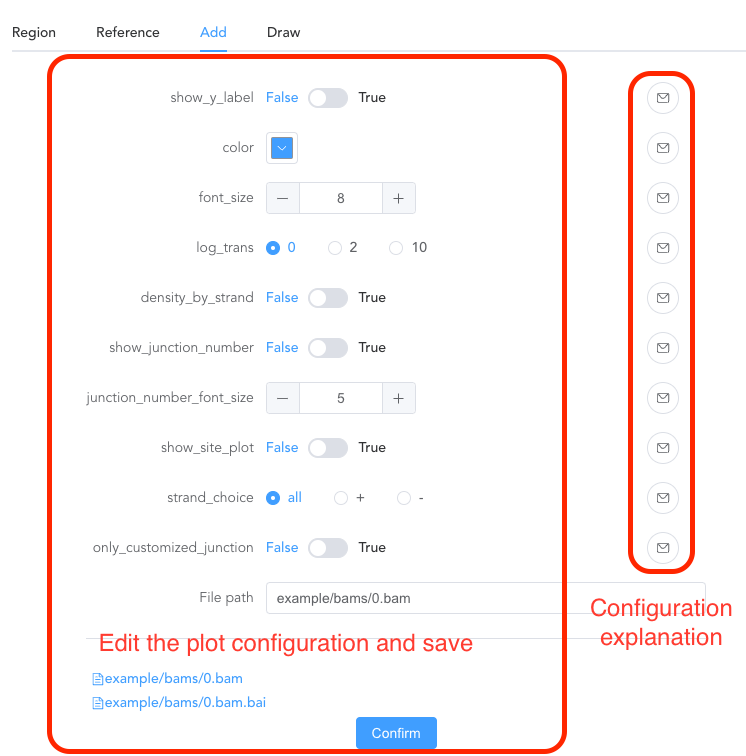 Region Reference Add Draw
show_y_label False True
color
font_size — 8 +
log_trans 0 2 10
density_by_strand False True
show_junction_number False True
junction_number_font_size — 5 +
show_site_plot False True
strand_choice all + -
only_customized_junction False True
File path example/bams/0.bam
Configuration
explanation
Edit the plot configuration and save
example/bams/0.bam
example/bams/0.bam.bai
Confirm